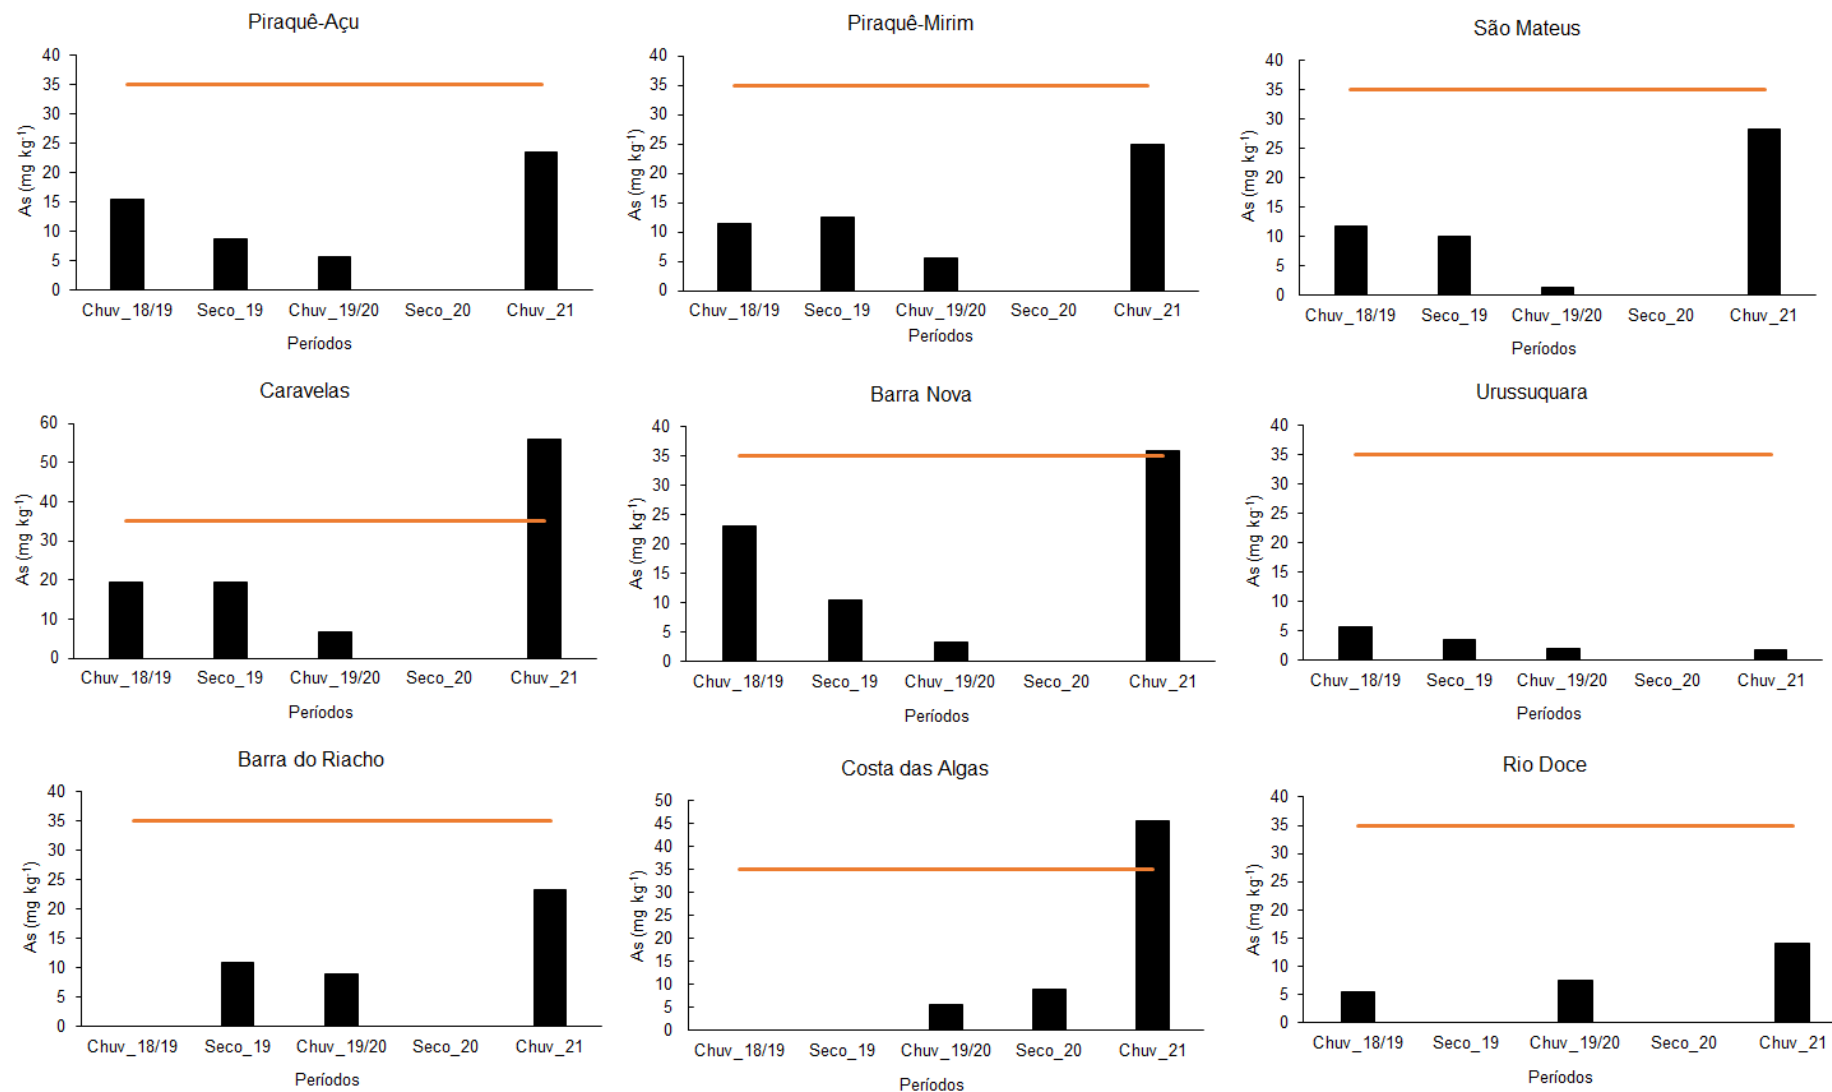 Piraquê-Açu
40
35
30
25
20
15
10
5
0
As (mg kg⁻¹)
Chuv_18/19 Seco_19 Chuv_19/20 Seco_20 Chuv_21
Períodos
Piraquê-Mirim
40
35
30
25
20
15
10
5
0
As (mg kg⁻¹)
Chuv_18/19 Seco_19 Chuv_19/20 Seco_20 Chuv_21
Períodos
São Mateus
40
35
30
25
20
15
10
5
0
As (mg kg⁻¹)
Chuv_18/19 Seco_19 Chuv_19/20 Seco_20 Chuv_21
Períodos
Caravelas
60
50
40
30
20
10
0
As (mg kg⁻¹)
Chuv_18/19 Seco_19 Chuv_19/20 Seco_20 Chuv_21
Períodos
Barra Nova
40
35
30
25
20
15
10
5
0
As (mg kg⁻¹)
Chuv_18/19 Seco_19 Chuv_19/20 Seco_20 Chuv_21
Períodos
Urussuquara
40
35
30
25
20
15
10
5
0
As (mg kg⁻¹)
Chuv_18/19 Seco_19 Chuv_19/20 Seco_20 Chuv_21
Períodos
Barra do Riacho
40
35
30
25
20
15
10
5
0
As (mg kg⁻¹)
Chuv_18/19 Seco_19 Chuv_19/20 Seco_20 Chuv_21
Períodos
Costa das Algas
50
45
40
35
30
25
20
15
10
5
0
As (mg kg⁻¹)
Chuv_18/19 Seco_19 Chuv_19/20 Seco_20 Chuv_21
Períodos
Rio Doce
40
35
30
25
20
15
10
5
0
As (mg kg⁻¹)
Chuv_18/19 Seco_19 Chuv_19/20 Seco_20 Chuv_21
Períodos